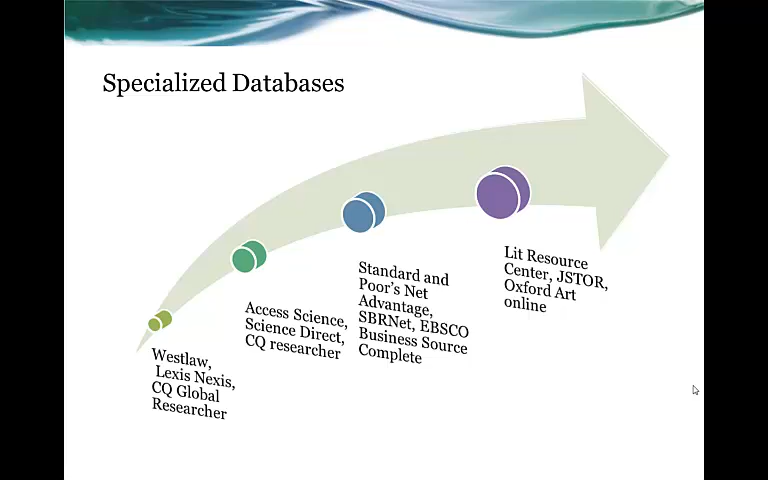 Specialized Databases
Westlaw,
Lexis Nexis,
CQ Global
Researcher
Access Science,
Science Direct,
CQ researcher
Standard and
Poor's Net
Advantage,
SBRNet, EBSCO
Business Source
Complete
Lit Resource
Center, JSTOR,
Oxford Art
online